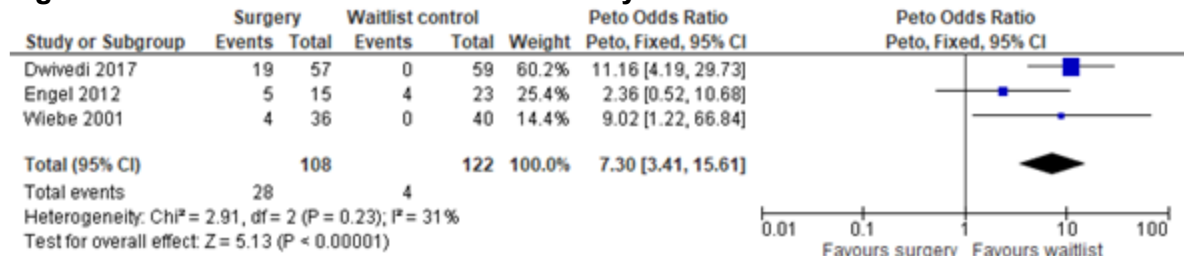 Surgery Waitlist control Peto Odds Ratio Peto Odds Ratio
Study or Subgroup Events Total Events Total Weight Peto, Fixed, 95% CI Peto, Fixed, 95% CI
Dwivedi 2017 19 57 0 59 60.2% 11.16 [4.19, 29.73]
Engel 2012 5 15 4 23 25.4% 2.36 [0.52, 10.68]
Wiebe 2001 4 36 0 40 14.4% 9.02 [1.22, 66.84]
Total (95% CI) 108 122 100.0% 7.30 [3.41, 15.61]
Total events 28 4
Heterogeneity: Chi² = 2.91, df = 2 (P = 0.23); I² = 31%
Test for overall effect: Z = 5.13 (P < 0.00001)
0.01 0.1 1 10 100
Favours surgery Favours waitlist